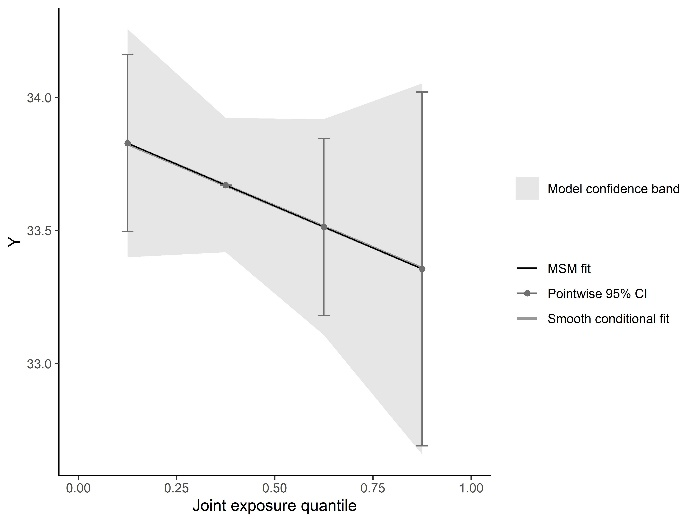 Y
34.0
33.5
33.0
0.00 0.25 0.50 0.75 1.00
Joint exposure quantile
Model confidence band
MSM fit
Pointwise 95% CI
Smooth conditional fit